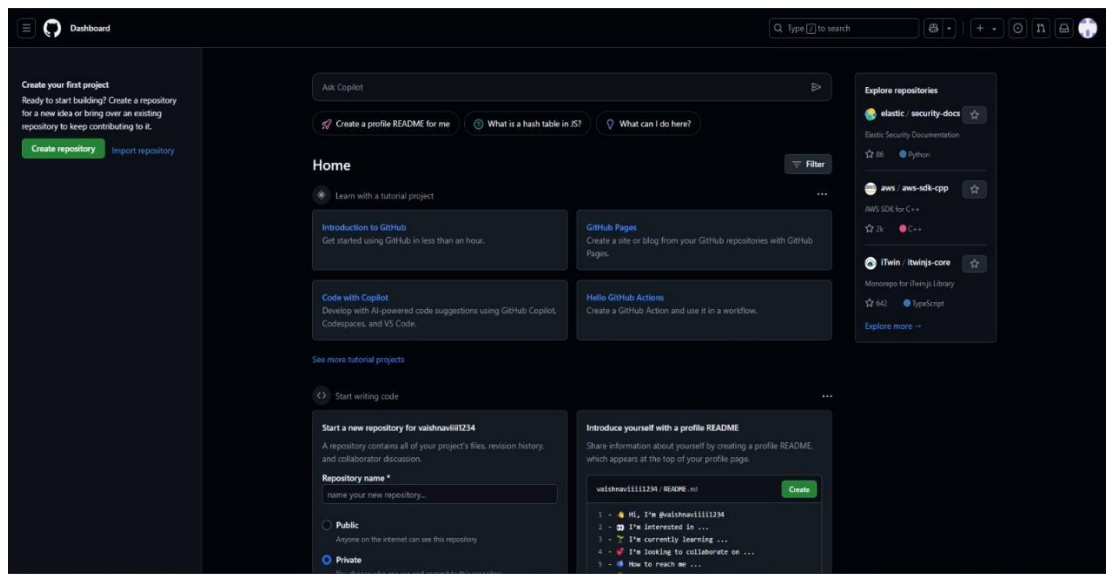 Dashboard
Type / to search
Create your first project
Ready to start building? Create a repository
for a new idea or bring over an existing
repository to keep contributing to it.
Create repository
Import repository
Ask Copilot
Create a profile README for me
What is a hash table in JS?
What can I do here?
Home
Filter
Learn with a tutorial project
Introduction to GitHub
Get started using GitHub in less than an hour.
GitHub Pages
Create a site or blog from your GitHub repositories with GitHub
Pages.
Code with Copilot
Develop with AI-powered code suggestions using GitHub Copilot,
Codespaces, and VS Code.
Hello GitHub Actions
Create a GitHub Action and use it in a workflow.
See more tutorial projects
Start writing code
Start a new repository for vaishnaviiii1234
A repository contains all of your project's files, revision history,
and collaborator discussion.
Repository name *
name your new repository...
Public
Anyone on the internet can see this repository
Private
Introduce yourself with a profile README
Share information about yourself by creating a profile README,
which appears at the top of your profile page.
vaishnaviiii1234 / README.md
Create
1 - 👋 Hi, I'm @vaishnaviiii1234
2 - 👀 I'm interested in ...
3 - 🌱 I'm currently learning ...
4 - 💞️ I'm looking to collaborate on ...
5 - 📫 How to reach me ...
Explore repositories
elastic / security-docs
Elastic Security Documentation
86 Python
aws / aws-sdk-cpp
AWS SDK for C++
2k C++
iTwin / itwinjs-core
Monorepo for iTwin.js Library
642 TypeScript
Explore more →